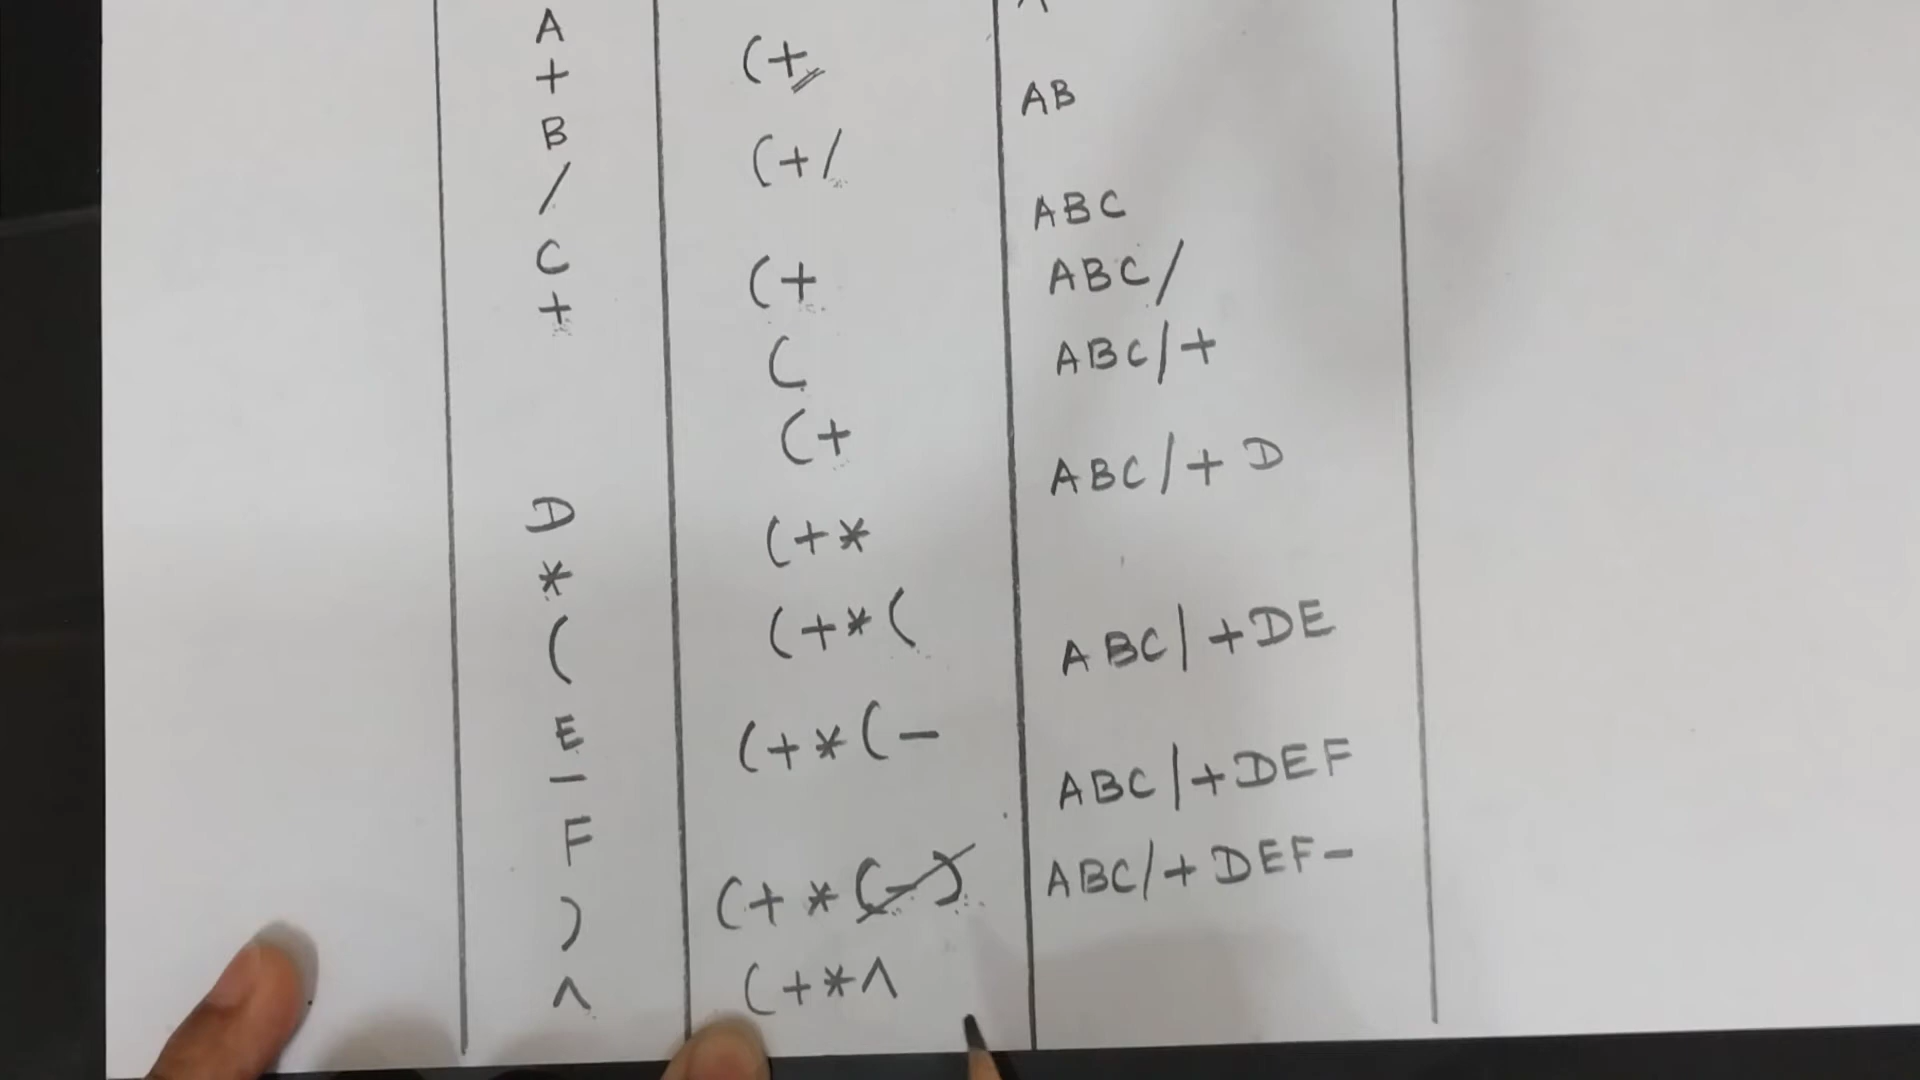 A
+
B
/
C
+
D
*
(
E
-
F
)
^
(+
(+/
(+
(
(+
(+*
(+*(
(+*(-
(+*(-)
(+*^
AB
ABC
ABC/
ABC/+
ABC/+D
ABC/+DE
ABC/+DEF
ABC/+DEF-